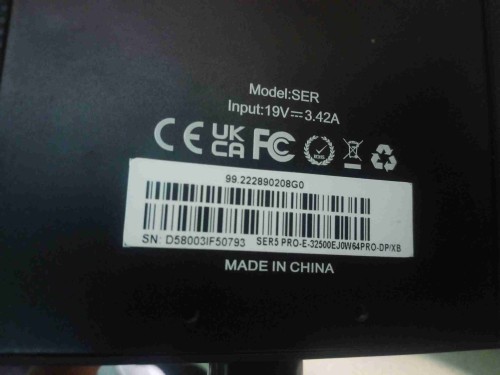 Model:SER
Input:19V⎓3.42A
CE UK CA FC
99.222890208G0
SN: D58003IF50793 SER5 PRO-E-32500EJ0W64PRO-DP/XB
MADE IN CHINA